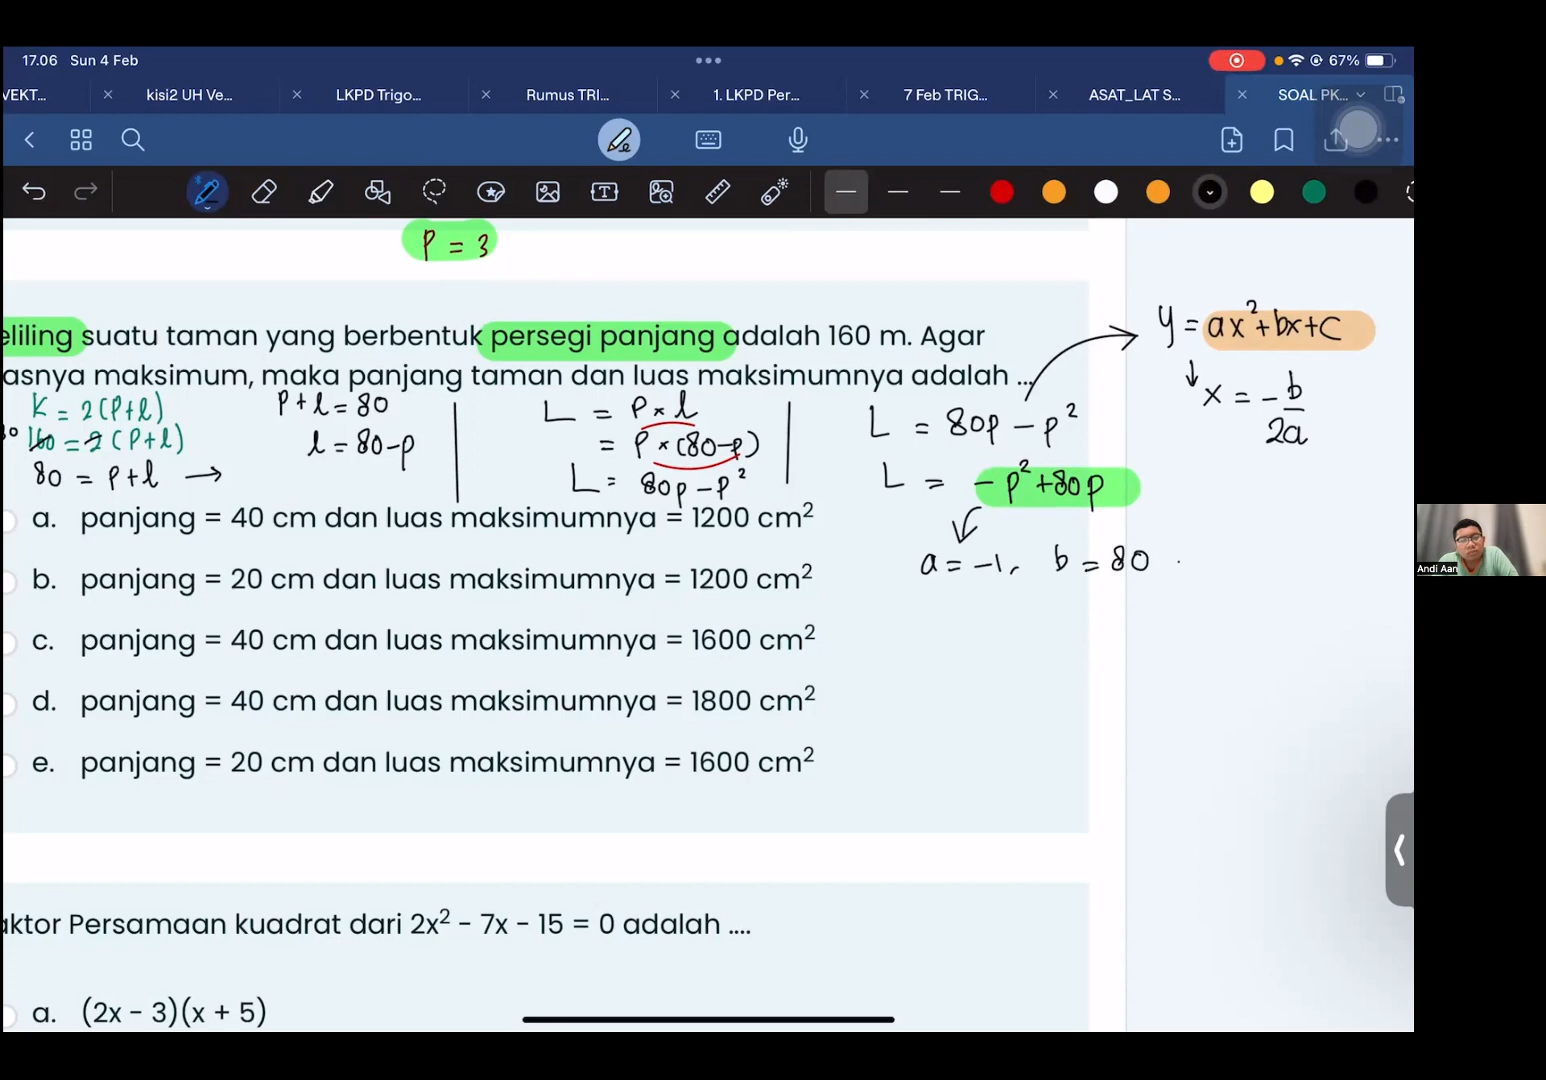 17.06 Sun 4 Feb
67%
VEKT...
kisi2 UH Ve...
LKPD Trigo...
Rumus TRI...
1. LKPD Per...
7 Feb TRIG...
ASAT_LAT S...
SOAL PK...
P = 3
eliling suatu taman yang berbentuk persegi panjang adalah 160 m. Agar
asnya maksimum, maka panjang taman dan luas maksimumnya adalah ...
K = 2(P+l)
160 = 2(P+l)
80 = P+l →
P+l = 80
l = 80-p
L = P × l
= P × (80-p)
L = 80p - p²
L = 80p - p²
L = -p² + 80p
a = -1, b = 80
y = ax² + bx + c
x = -b/2a
a. panjang = 40 cm dan luas maksimumnya = 1200 cm²
b. panjang = 20 cm dan luas maksimumnya = 1200 cm²
c. panjang = 40 cm dan luas maksimumnya = 1600 cm²
d. panjang = 40 cm dan luas maksimumnya = 1800 cm²
e. panjang = 20 cm dan luas maksimumnya = 1600 cm²
Andi Aan
aktor Persamaan kuadrat dari 2x² - 7x - 15 = 0 adalah ....
a. (2x - 3)(x + 5)